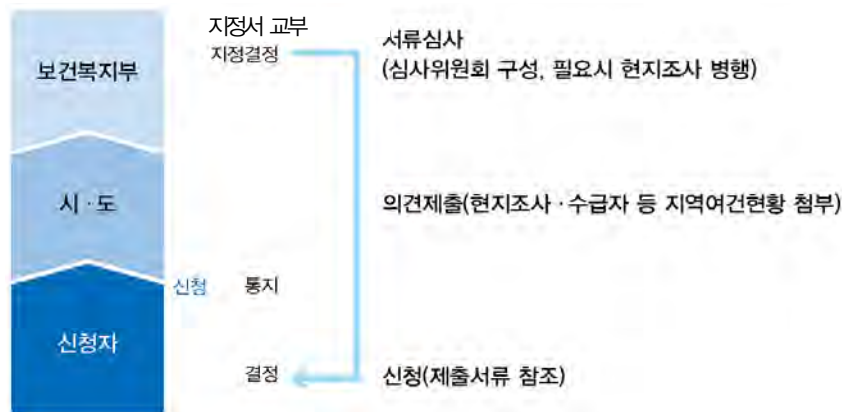 지정서 교부
지정결정
서류심사
(심사위원회 구성, 필요시 현지조사 병행)
보건복지부
시·도
의견제출(현지조사·수급자 등 지역여건현황 첨부)
신청
통지
신청자
결정
신청(제출서류 참조)